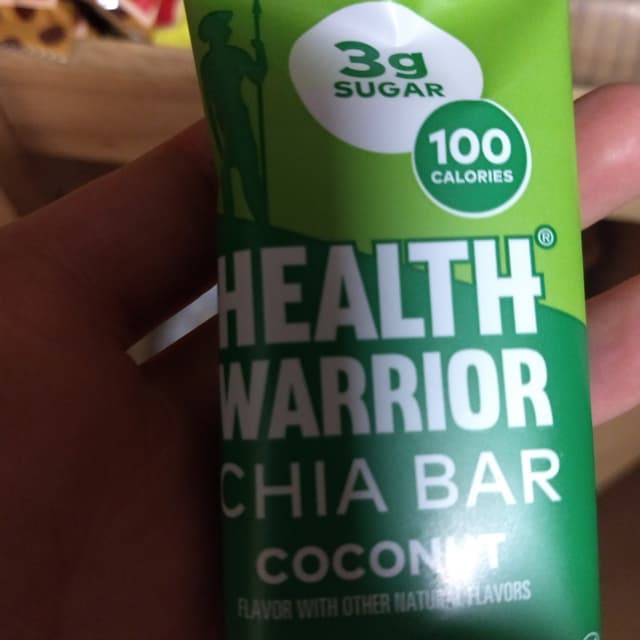 3g
SUGAR
100
CALORIES
HEALTH®
WARRIOR
CHIA BAR
COCONUT
FLAVOR WITH OTHER NATURAL FLAVORS